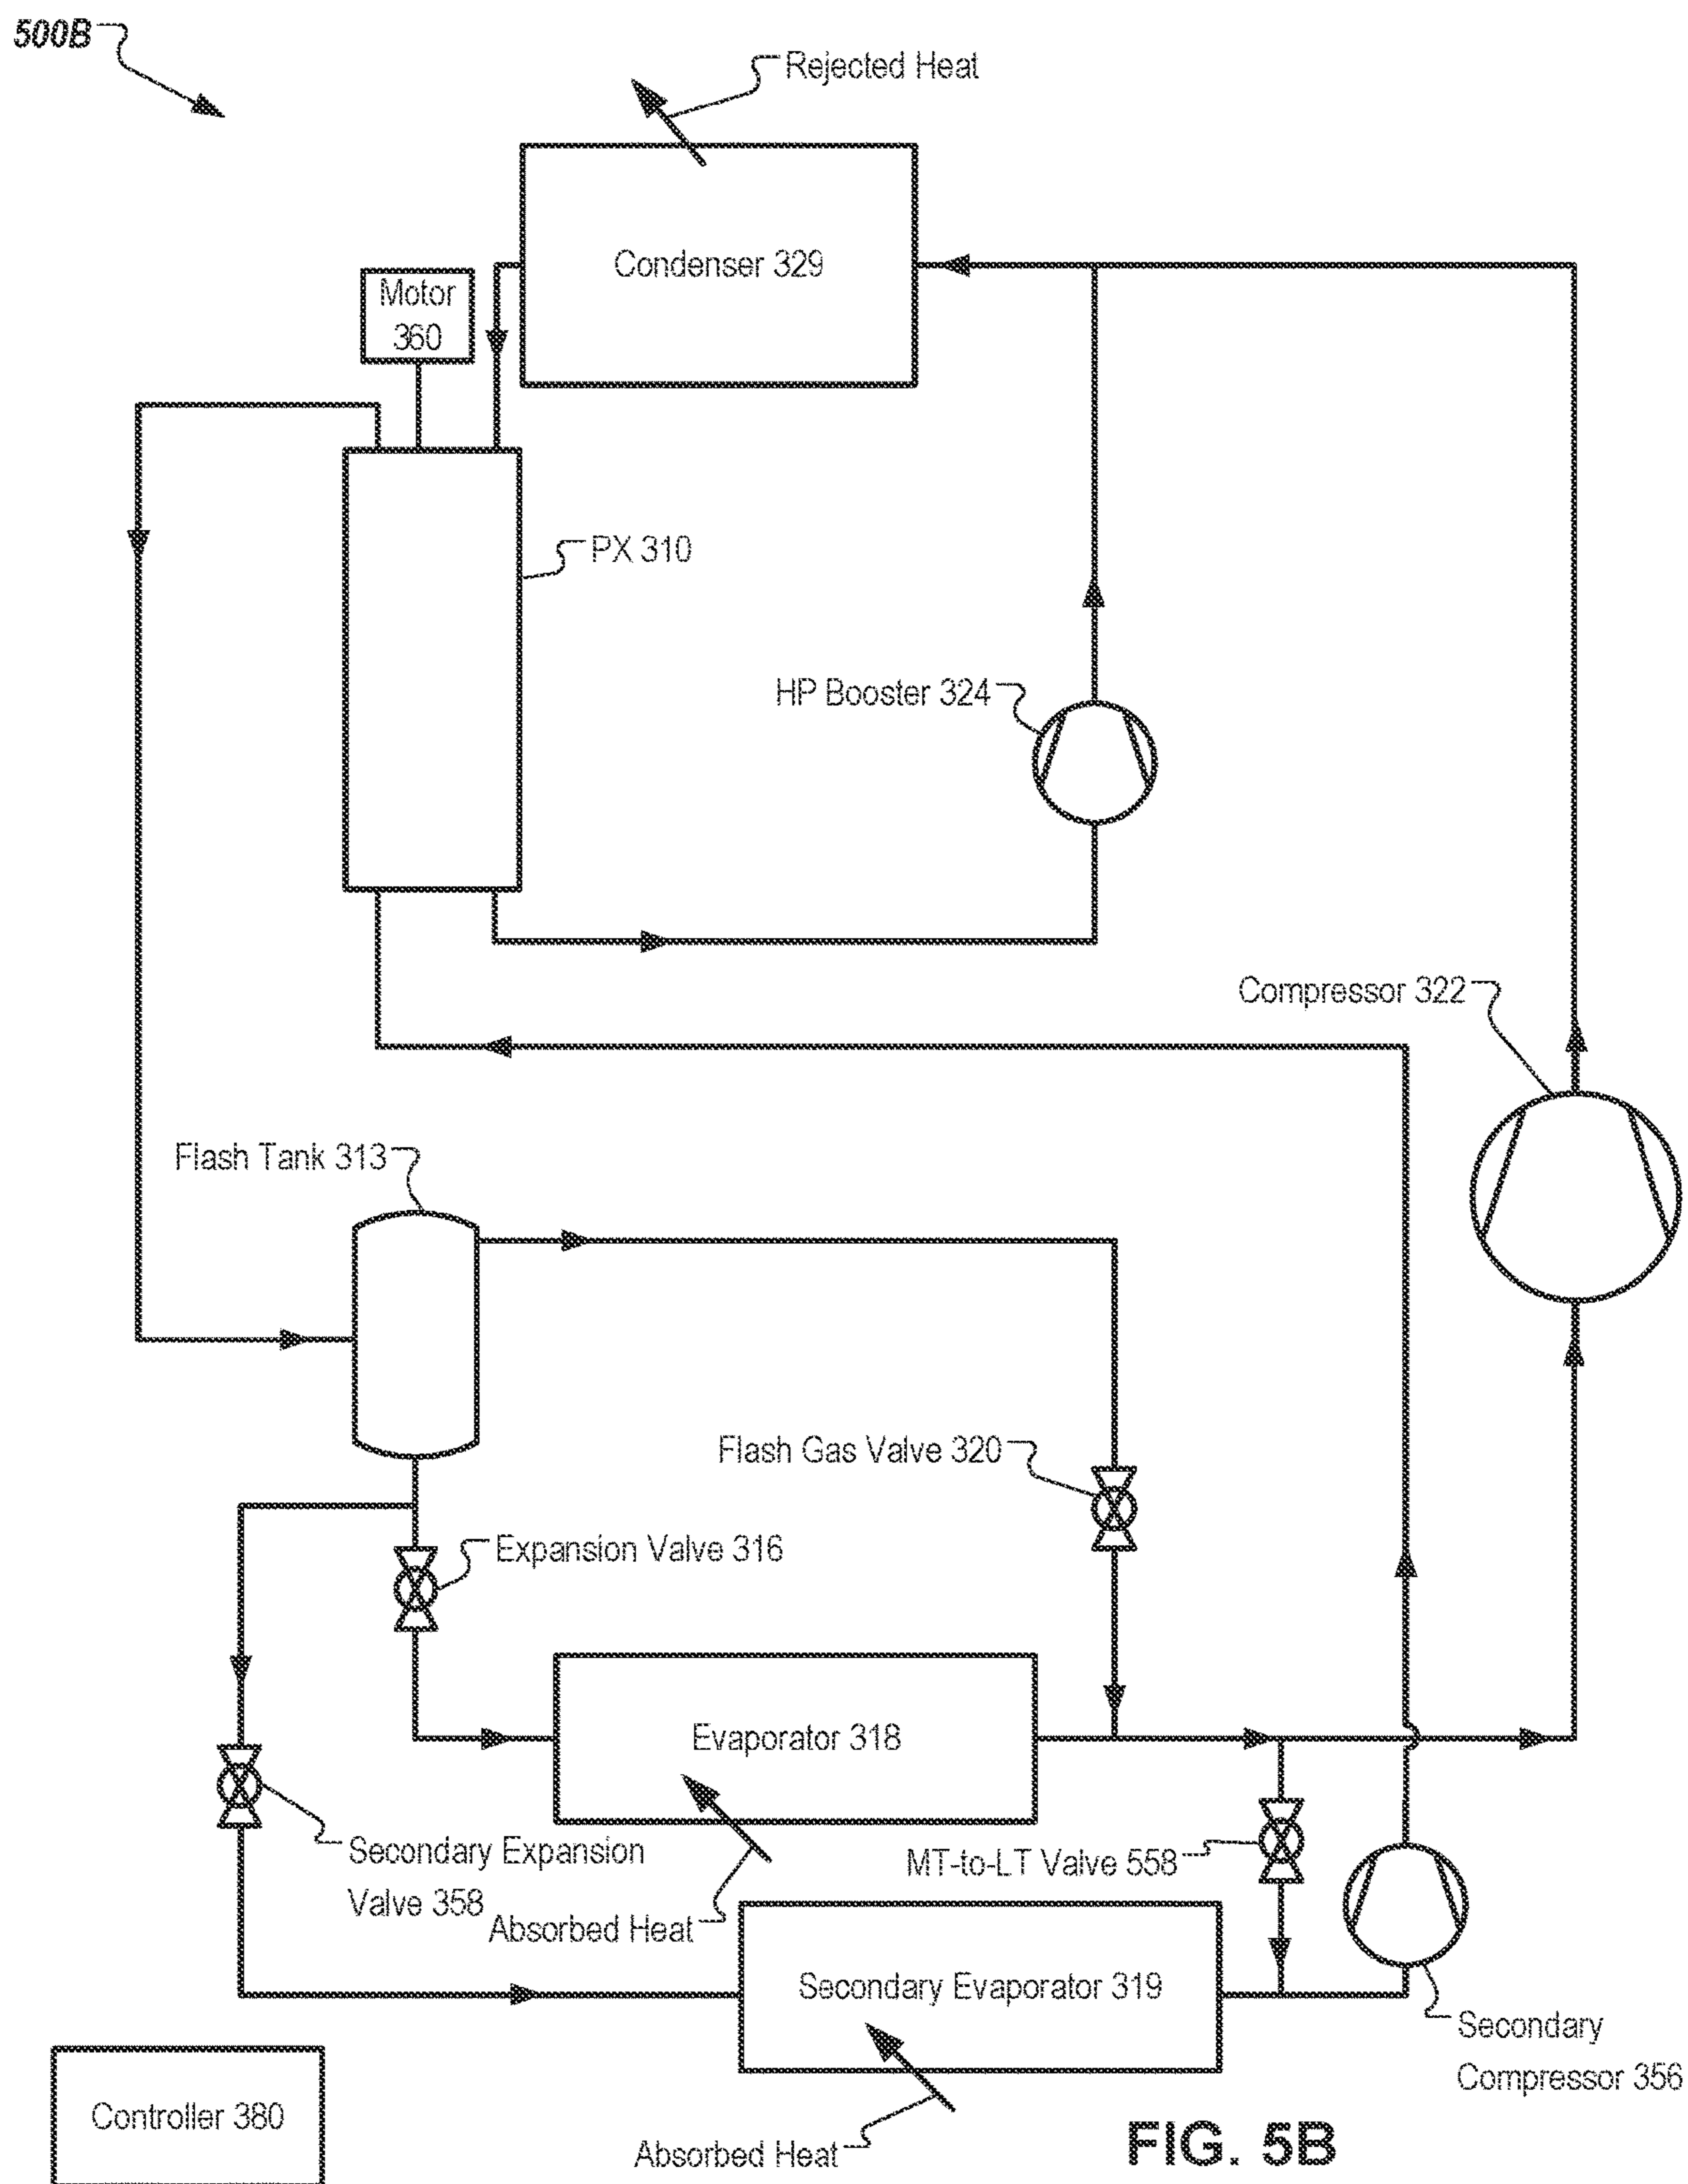 500B
Rejected Heat
Condenser 329
Motor
360
PX 310
HP Booster 324
Compressor 322
Flash Tank 313
Flash Gas Valve 320
Expansion Valve 316
Evaporator 318
Secondary Expansion
Valve 358
Absorbed Heat
MT-to-LT Valve 558
Secondary Evaporator 319
Secondary
Compressor 356
Controller 380
Absorbed Heat
FIG. 5B